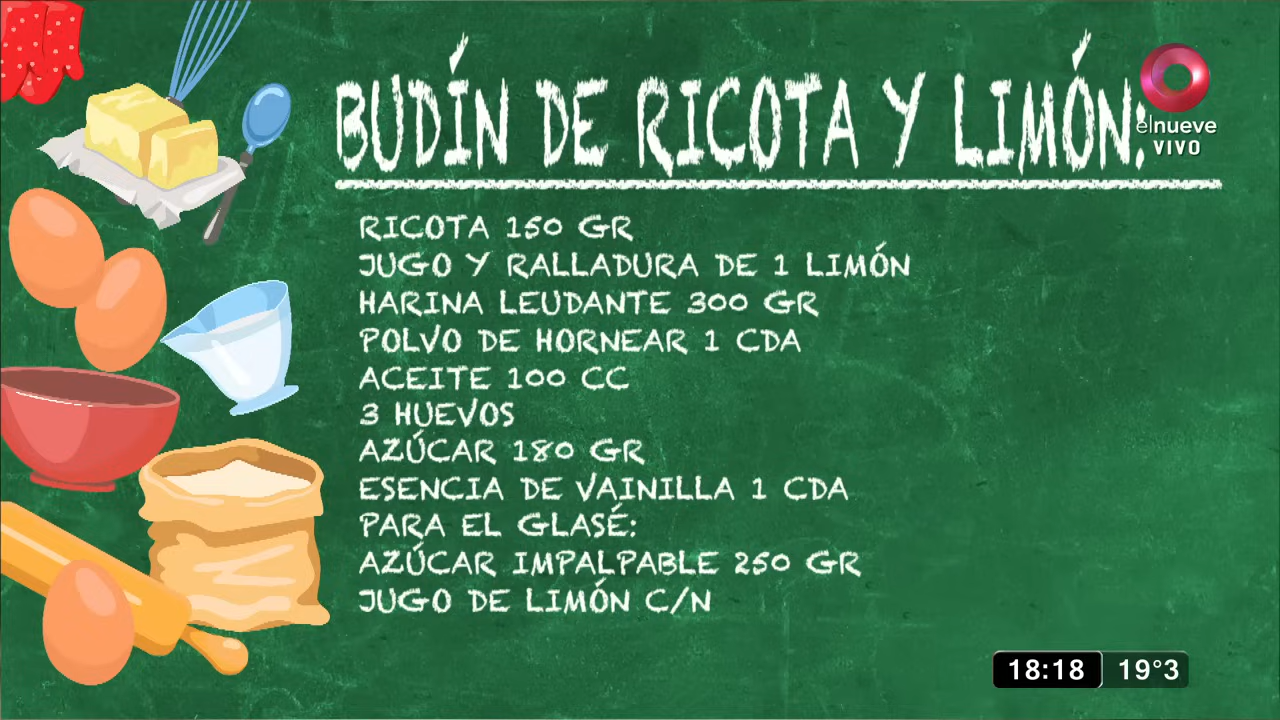 BUDÍN DE RICOTA Y LIMÓN:
elnueve
VIVO
RICOTA 150 GR
JUGO Y RALLADURA DE 1 LIMÓN
HARINA LEUDANTE 300 GR
POLVO DE HORNEAR 1 CDA
ACEITE 100 CC
3 HUEVOS
AZÚCAR 180 GR
ESENCIA DE VAINILLA 1 CDA
PARA EL GLASÉ:
AZÚCAR IMPALPABLE 250 GR
JUGO DE LIMÓN C/N
18:18 19°3